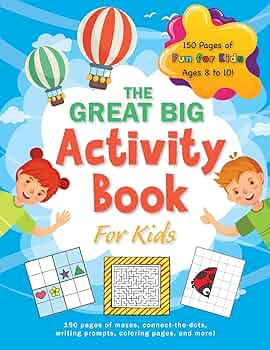 150 Pages of
Fun for Kids
Ages 8 to 10!
THE
GREAT BIG
Activity
Book
For Kids
150 pages of mazes, connect-the-dots,
writing prompts, coloring pages, and more!